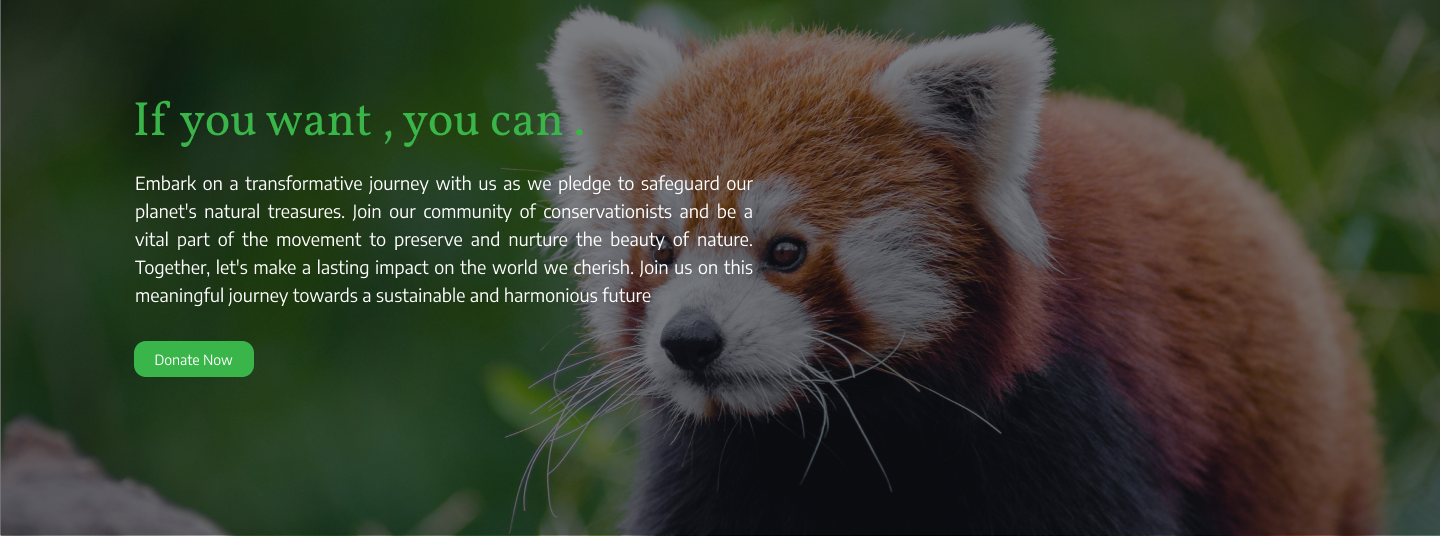 If you want , you can .
Embark on a transformative journey with us as we pledge to safeguard our
planet's natural treasures. Join our community of conservationists and be a
vital part of the movement to preserve and nurture the beauty of nature.
Together, let's make a lasting impact on the world we cherish. Join us on this
meaningful journey towards a sustainable and harmonious future
Donate Now